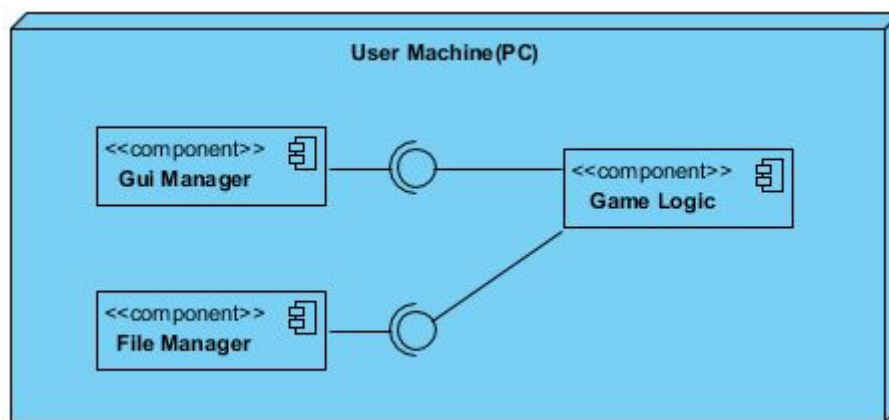 User Machine(PC)
<<component>>
Gui Manager
<<component>>
Game Logic
<<component>>
File Manager